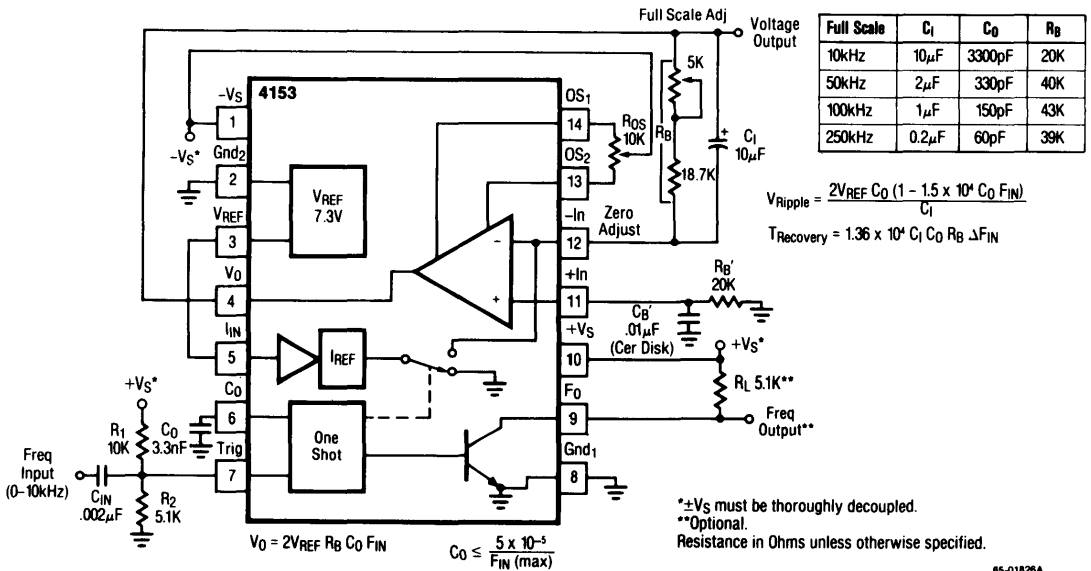 Full Scale Adj
Voltage
Output
5K
RB
18.7K
CI
10μF
+
Full Scale CI CO RB
10kHz 10μF 3300pF 20K
50kHz 2μF 330pF 40K
100kHz 1μF 150pF 43K
250kHz 0.2μF 60pF 39K
VRipple = 2VREF CO (1 – 1.5 x 10⁴ CO FIN)
CI
TRecovery = 1.36 x 10⁴ CI CO RB ΔFIN
4153
–VS
1
–VS*
Gnd2
2
VREF
3
VO
4
IIN
5
CO
6
Trig
7
VREF
7.3V
IREF
One
Shot
–
+
OS1
14
OS2
13
ROS
10K
–In
12
Zero
Adjust
+In
11
+VS
10
FO
9
Gnd1
8
RB'
20K
CB'
.01μF
(Cer Disk)
+VS*
RL 5.1K**
Freq
Output**
+VS*
R1
10K
CO
3.3nF
Freq
Input
(0–10kHz)
CIN
.002μF
R2
5.1K
VO = 2VREF RB CO FIN
CO ≤ 5 x 10⁻⁵
FIN (max)
*±VS must be thoroughly decoupled.
**Optional.
Resistance in Ohms unless otherwise specified.
65-01826A